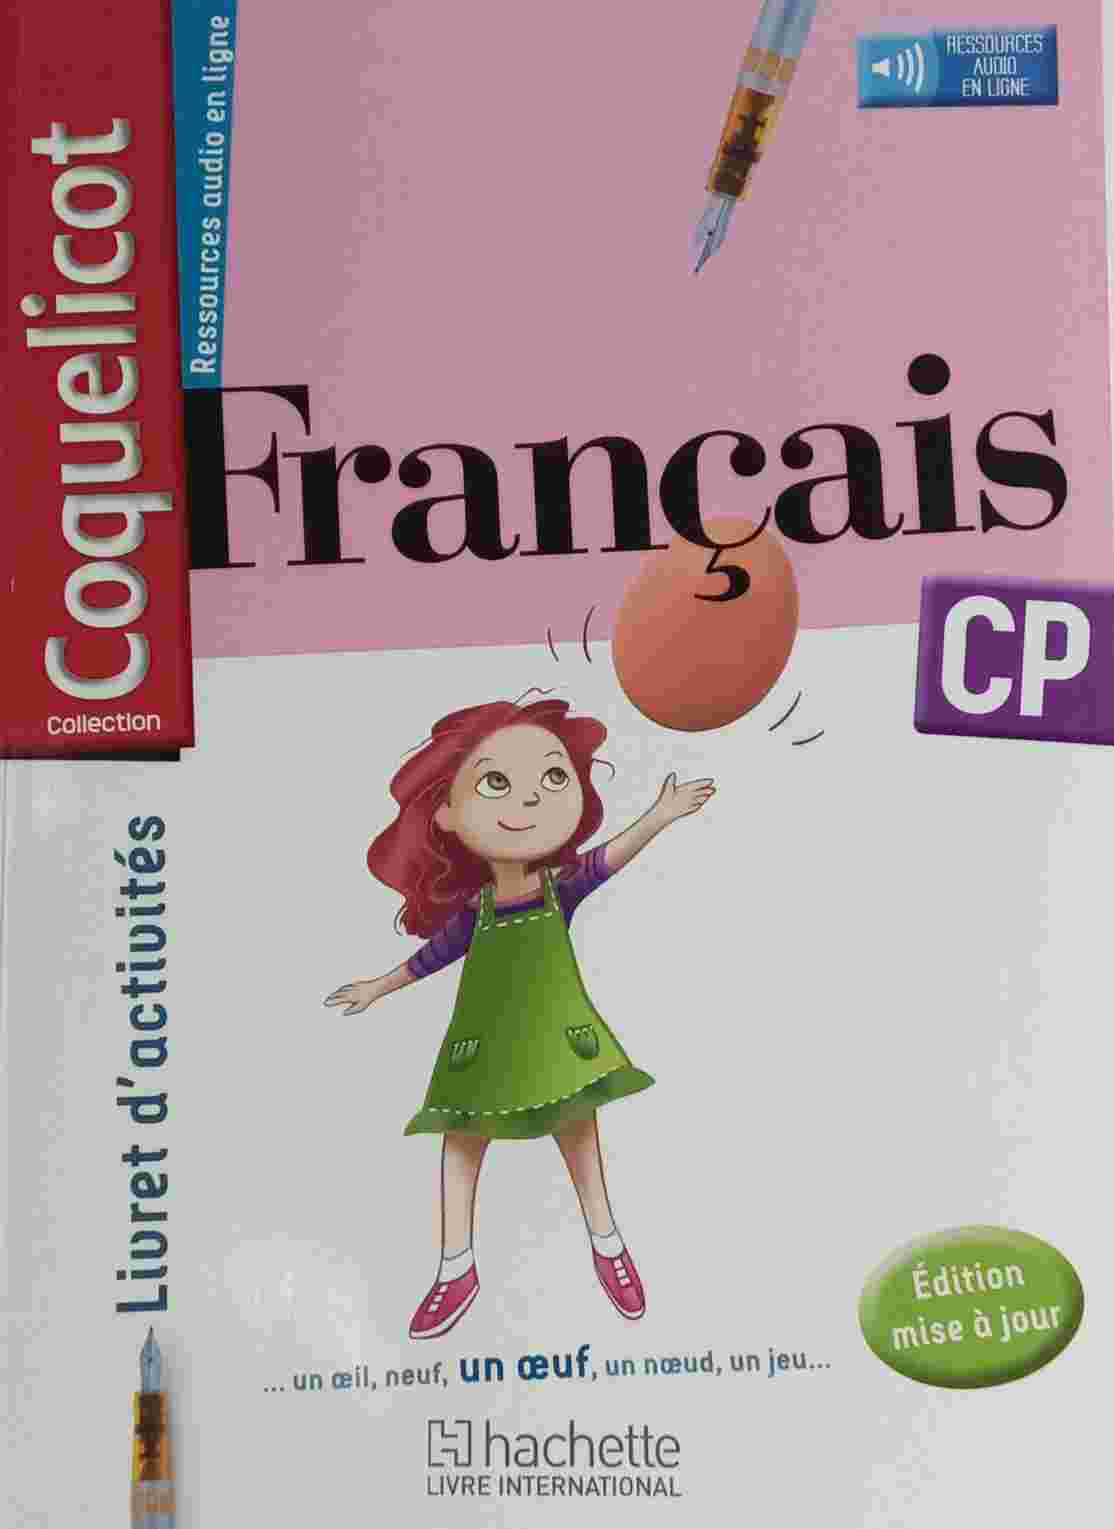 RESSOURCES
AUDIO
EN LIGNE
Ressources audio en ligne
Coquelicot
Collection
Français
CP
Livret d'activités
Édition
mise à jour
... un œil, neuf, un œuf, un nœud, un jeu...
hachette
LIVRE INTERNATIONAL